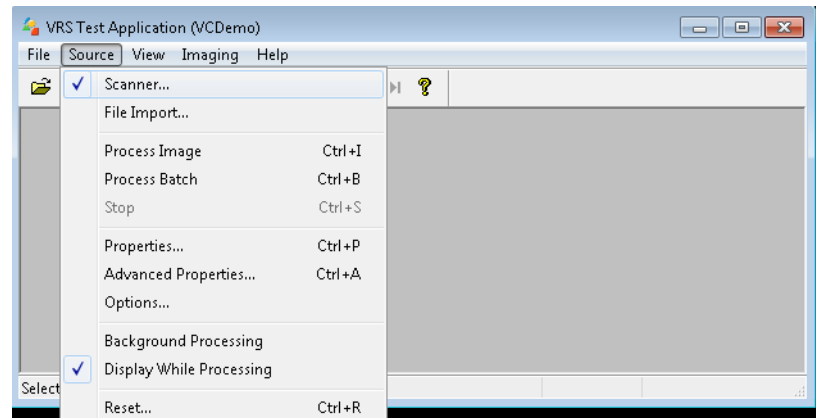 VRS Test Application (VCDemo)
File Source View Imaging Help
Scanner...
File Import...
Process Image Ctrl+I
Process Batch Ctrl+B
Stop Ctrl+S
Properties... Ctrl+P
Advanced Properties... Ctrl+A
Options...
Background Processing
Display While Processing
Select
Reset... Ctrl+R